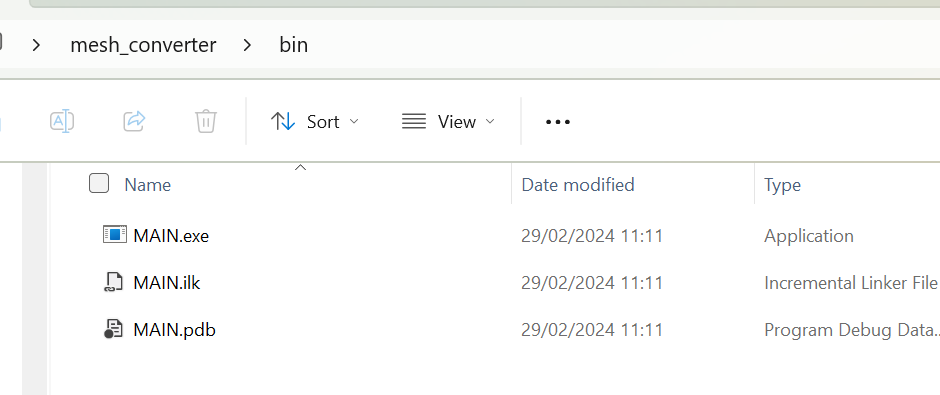 mesh_converter > bin
Sort View
Name Date modified Type
MAIN.exe 29/02/2024 11:11 Application
MAIN.ilk 29/02/2024 11:11 Incremental Linker File
MAIN.pdb 29/02/2024 11:11 Program Debug Data...